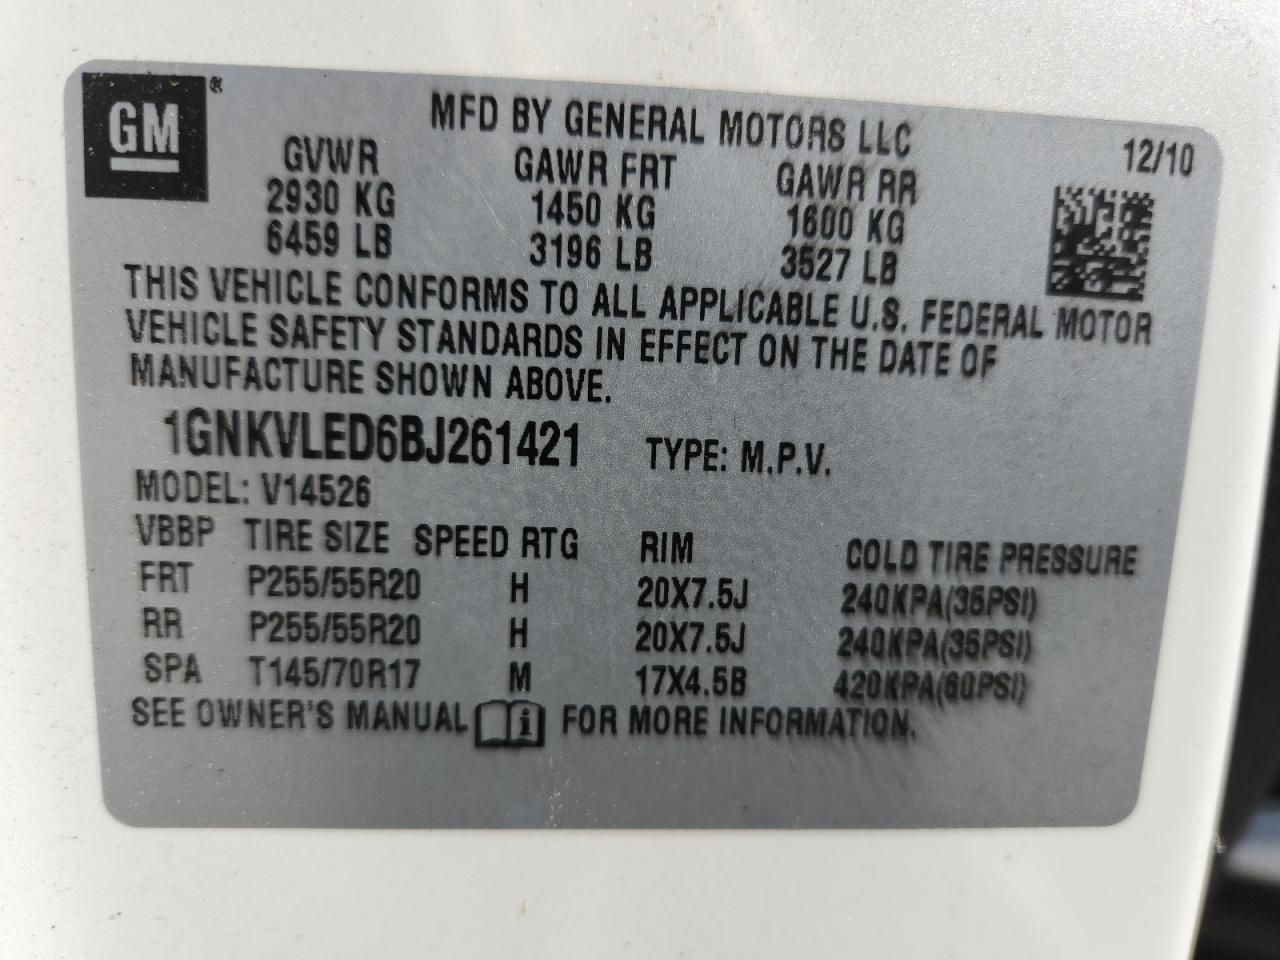 GM ®
MFD BY GENERAL MOTORS LLC 12/10
GVWR GAWR FRT GAWR RR
2930 KG 1450 KG 1600 KG
6459 LB 3196 LB 3527 LB
THIS VEHICLE CONFORMS TO ALL APPLICABLE U.S. FEDERAL MOTOR
VEHICLE SAFETY STANDARDS IN EFFECT ON THE DATE OF
MANUFACTURE SHOWN ABOVE.
1GNKVLED6BJ261421 TYPE: M.P.V.
MODEL: V14526
VBBP TIRE SIZE SPEED RTG RIM COLD TIRE PRESSURE
FRT P255/55R20 H 20X7.5J 240KPA(35PSI)
RR P255/55R20 H 20X7.5J 240KPA(35PSI)
SPA T145/70R17 M 17X4.5B 420KPA(60PSI)
SEE OWNER'S MANUAL i FOR MORE INFORMATION.